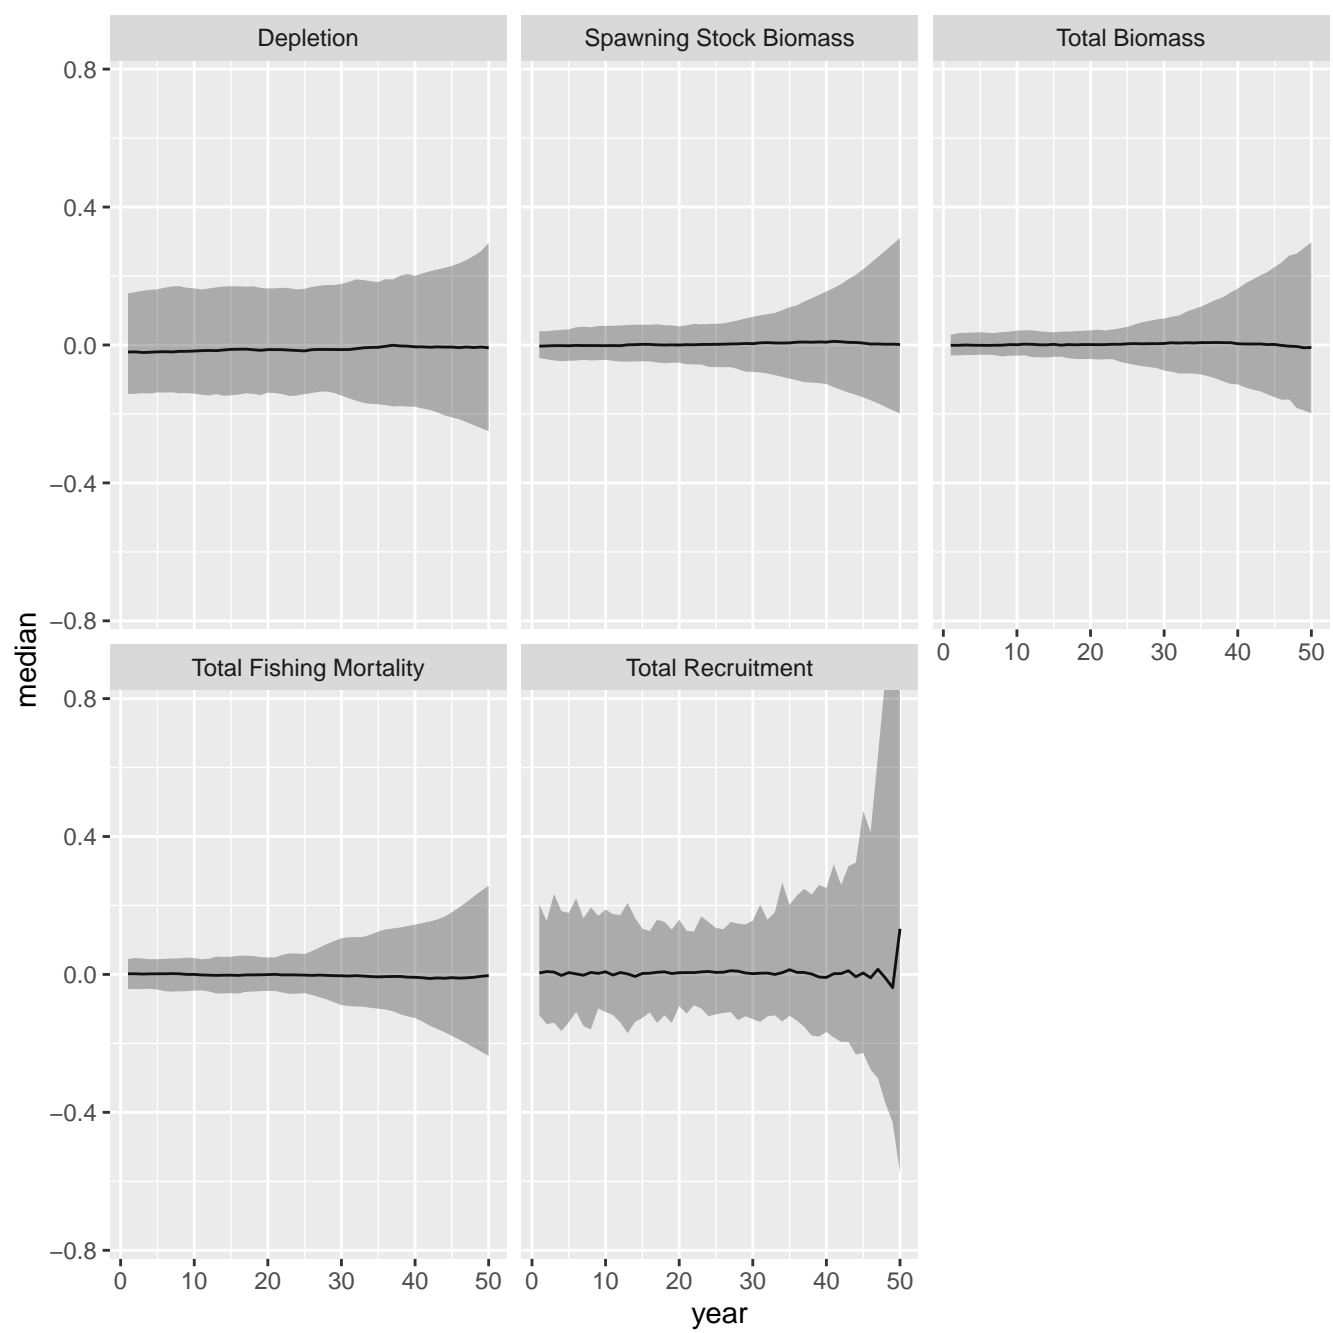 Depletion
Spawning Stock Biomass
Total Biomass
0.8
0.4
0.0
−0.4
−0.8
0 10 20 30 40 50
median
Total Fishing Mortality
Total Recruitment
0.8
0.4
0.0
−0.4
−0.8
0 10 20 30 40 50
0 10 20 30 40 50
year